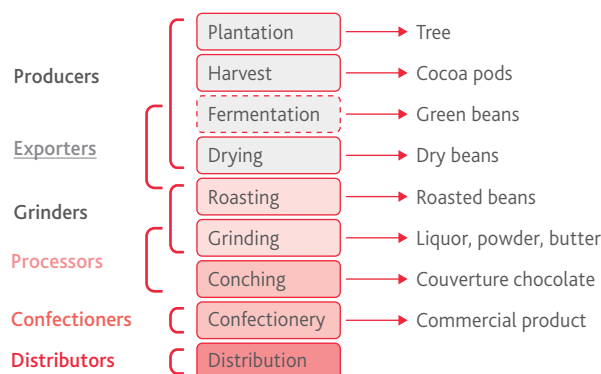 Plantation
Tree
Producers
Harvest
Cocoa pods
Fermentation
Green beans
Exporters
Drying
Dry beans
Roasting
Roasted beans
Grinders
Grinding
Liquor, powder, butter
Processors
Conching
Couverture chocolate
Confectioners
Confectionery
Commercial product
Distributors
Distribution